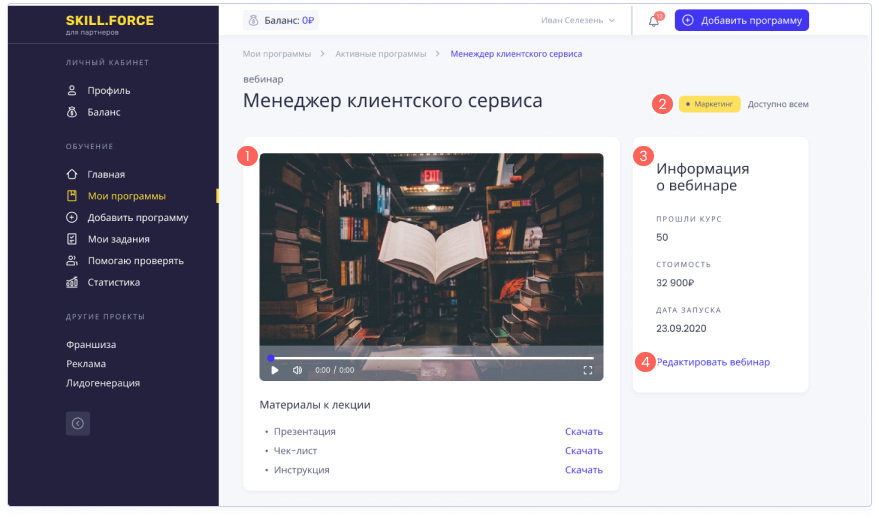 SKILL.FORCE
для партнеров
ЛИЧНЫЙ КАБИНЕТ
Профиль
Баланс
ОБУЧЕНИЕ
Главная
Мои программы
Добавить программу
Мои задания
Помогаю проверять
Статистика
ДРУГИЕ ПРОЕКТЫ
Франшиза
Реклама
Лидогенерация
Баланс: 0₽
Иван Селезень
Добавить программу
Мои программы > Активные программы > Менеджер клиентского сервиса
вебинар
Менеджер клиентского сервиса
2
• Маркетинг
Доступно всем
1
EXIT
0:00 / 0:00
Материалы к лекции
• Презентация Скачать
• Чек-лист Скачать
• Инструкция Скачать
3
Информация
о вебинаре
ПРОШЛИ КУРС
50
СТОИМОСТЬ
32 900₽
ДАТА ЗАПУСКА
23.09.2020
4
Редактировать вебинар